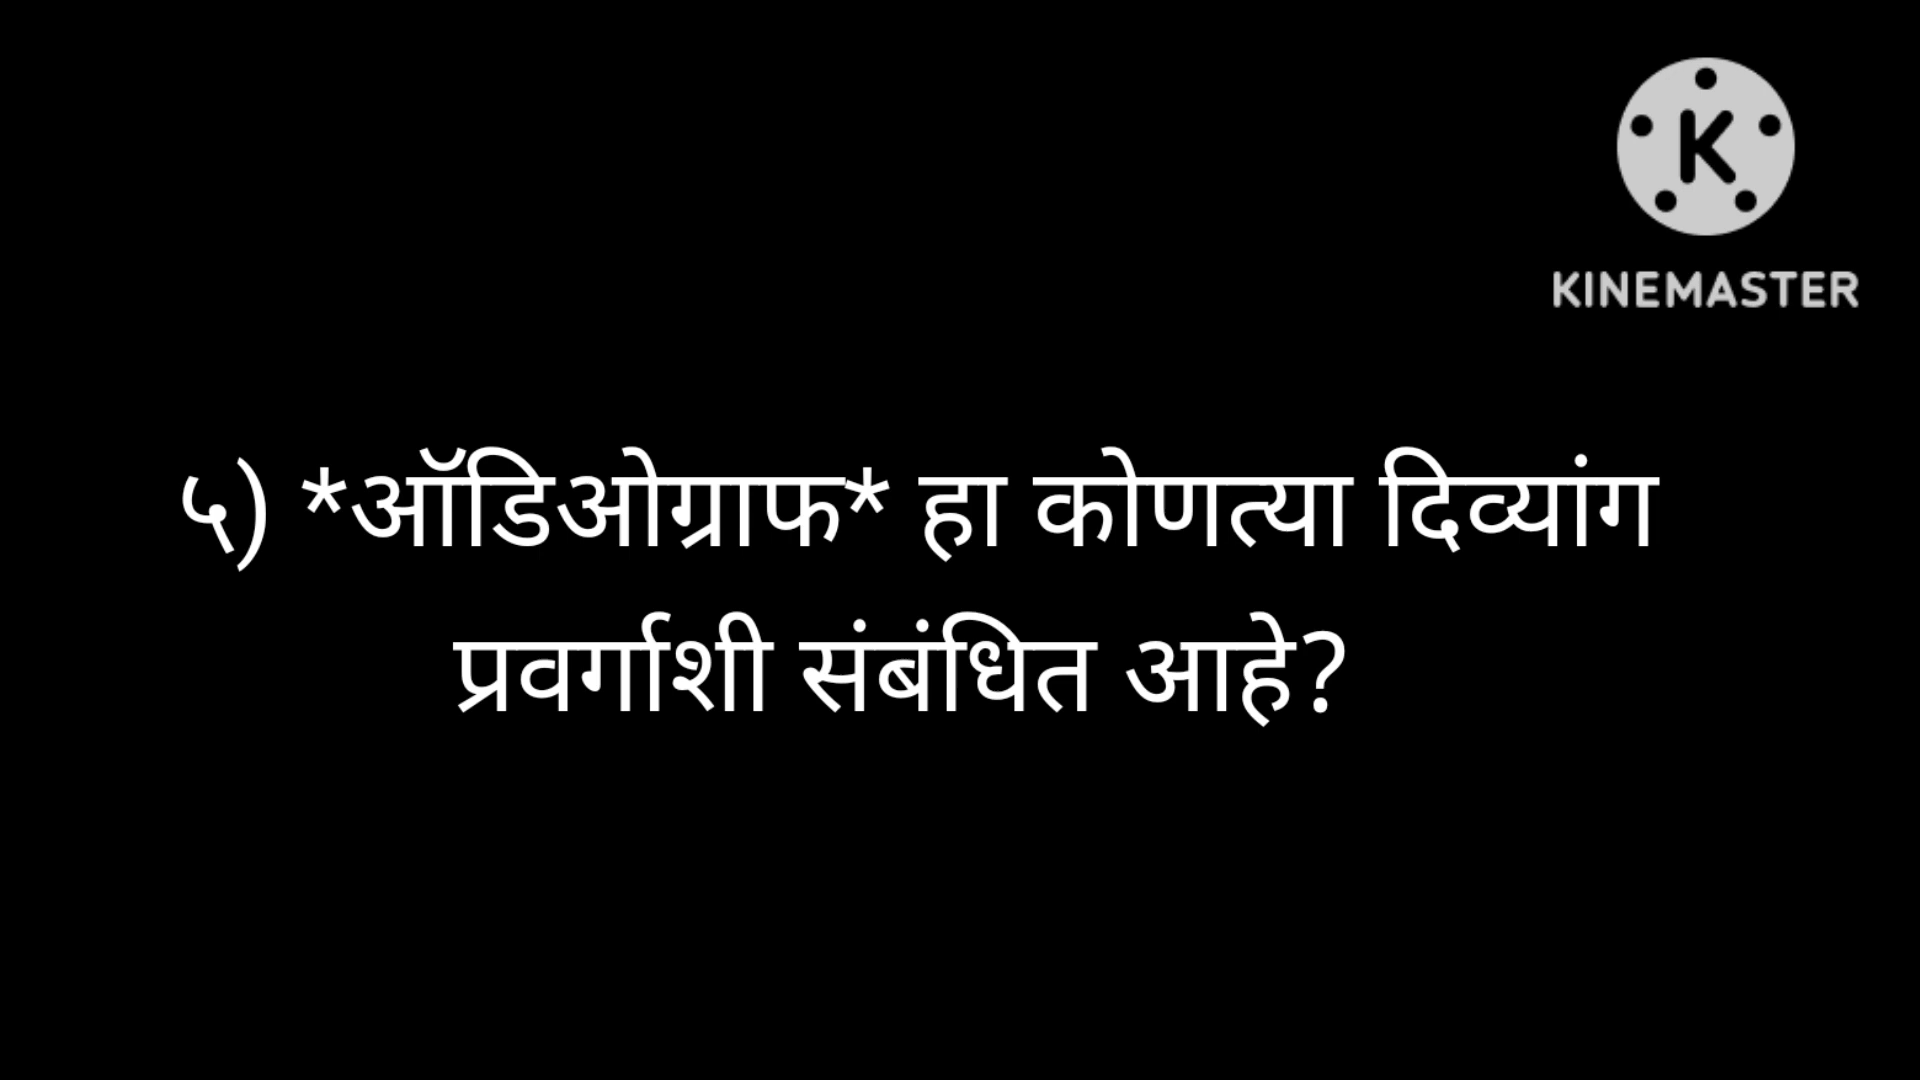 K
KINEMASTER
५) *ऑडिओग्राफ* हा कोणत्या दिव्यांग
प्रवर्गाशी संबंधित आहे?